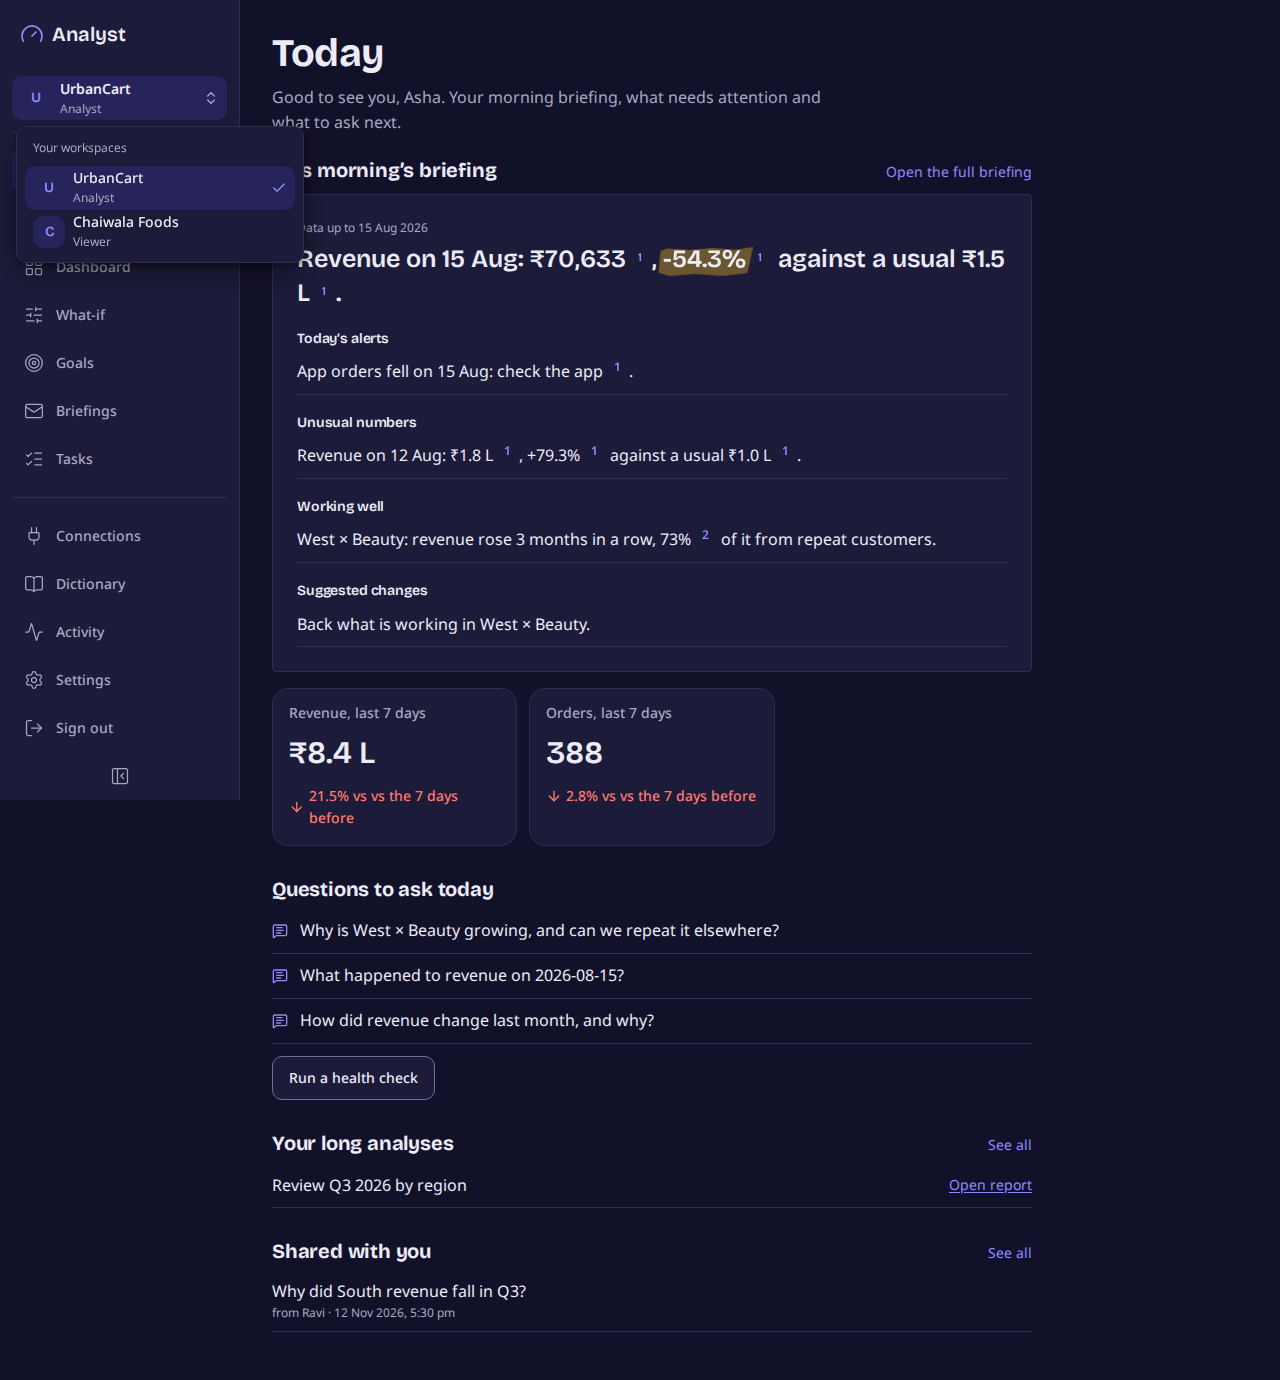 Analyst
U
UrbanCart
Analyst
Your workspaces
U
UrbanCart
Analyst
C
Chaiwala Foods
Viewer
Dashboard
What-if
Goals
Briefings
Tasks
Connections
Dictionary
Activity
Settings
Sign out
Today
Good to see you, Asha. Your morning briefing, what needs attention and
what to ask next.
s morning's briefing
Open the full briefing
Data up to 15 Aug 2026
Revenue on 15 Aug: ₹70,633 1 , -54.3% 1 against a usual ₹1.5
L 1 .
Today's alerts
App orders fell on 15 Aug: check the app 1 .
Unusual numbers
Revenue on 12 Aug: ₹1.8 L 1 , +79.3% 1 against a usual ₹1.0 L 1 .
Working well
West × Beauty: revenue rose 3 months in a row, 73% 2 of it from repeat customers.
Suggested changes
Back what is working in West × Beauty.
Revenue, last 7 days
₹8.4 L
21.5% vs vs the 7 days
before
Orders, last 7 days
388
2.8% vs vs the 7 days before
Questions to ask today
Why is West × Beauty growing, and can we repeat it elsewhere?
What happened to revenue on 2026-08-15?
How did revenue change last month, and why?
Run a health check
Your long analyses
See all
Review Q3 2026 by region
Open report
Shared with you
See all
Why did South revenue fall in Q3?
from Ravi · 12 Nov 2026, 5:30 pm